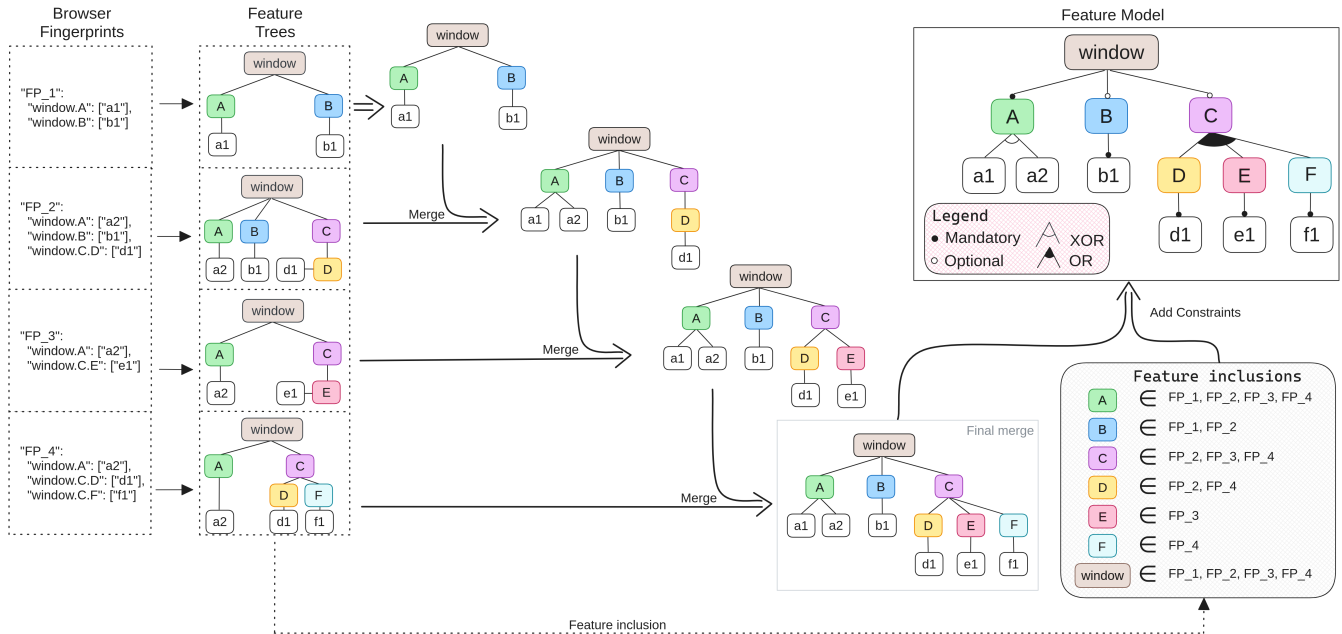 Browser
Fingerprints
Feature
Trees
Feature Model
"FP_1":
"window.A": ["a1"],
"window.B": ["b1"]
window
A
B
a1
b1
window
A
B
a1
b1
"FP_2":
"window.A": ["a2"],
"window.B": ["b1"],
"window.C.D": ["d1"]
window
A
B
C
a2
b1
d1
D
Merge
window
A
B
C
a1
a2
b1
D
d1
"FP_3":
"window.A": ["a2"],
"window.C.E": ["e1"]
window
A
C
a2
e1
E
Merge
window
A
B
C
a1
a2
b1
D
E
d1
e1
"FP_4":
"window.A": ["a2"],
"window.C.D": ["d1"],
"window.C.F": ["f1"]
window
A
C
D
F
a2
d1
f1
Merge
Final merge
window
A
B
C
a1
a2
b1
D
E
F
d1
e1
f1
window
A
B
C
a1
a2
b1
D
E
F
d1
e1
f1
Legend
Mandatory
XOR
Optional
OR
Add Constraints
Feature inclusions
A ∈ FP_1, FP_2, FP_3, FP_4
B ∈ FP_1, FP_2
C ∈ FP_2, FP_3, FP_4
D ∈ FP_2, FP_4
E ∈ FP_3
F ∈ FP_4
window ∈ FP_1, FP_2, FP_3, FP_4
Feature inclusion